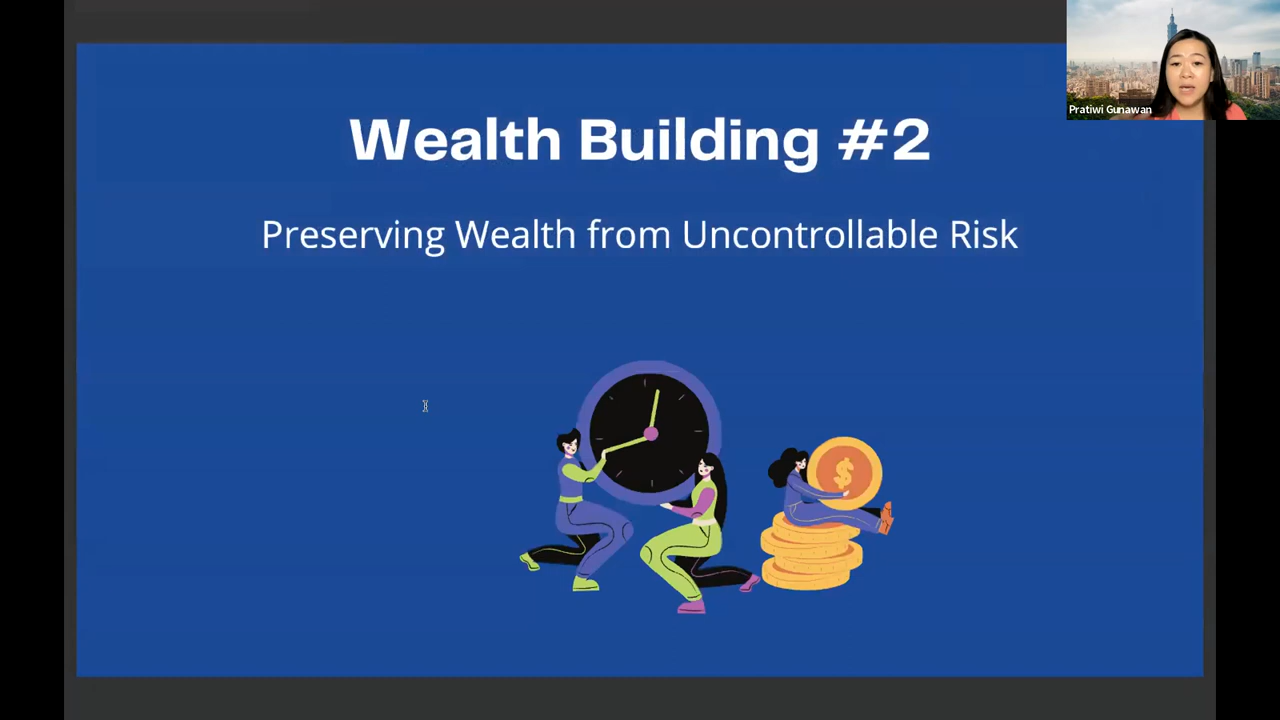 Wealth Building #2
Preserving Wealth from Uncontrollable Risk
$
Pratiwi Gunawan